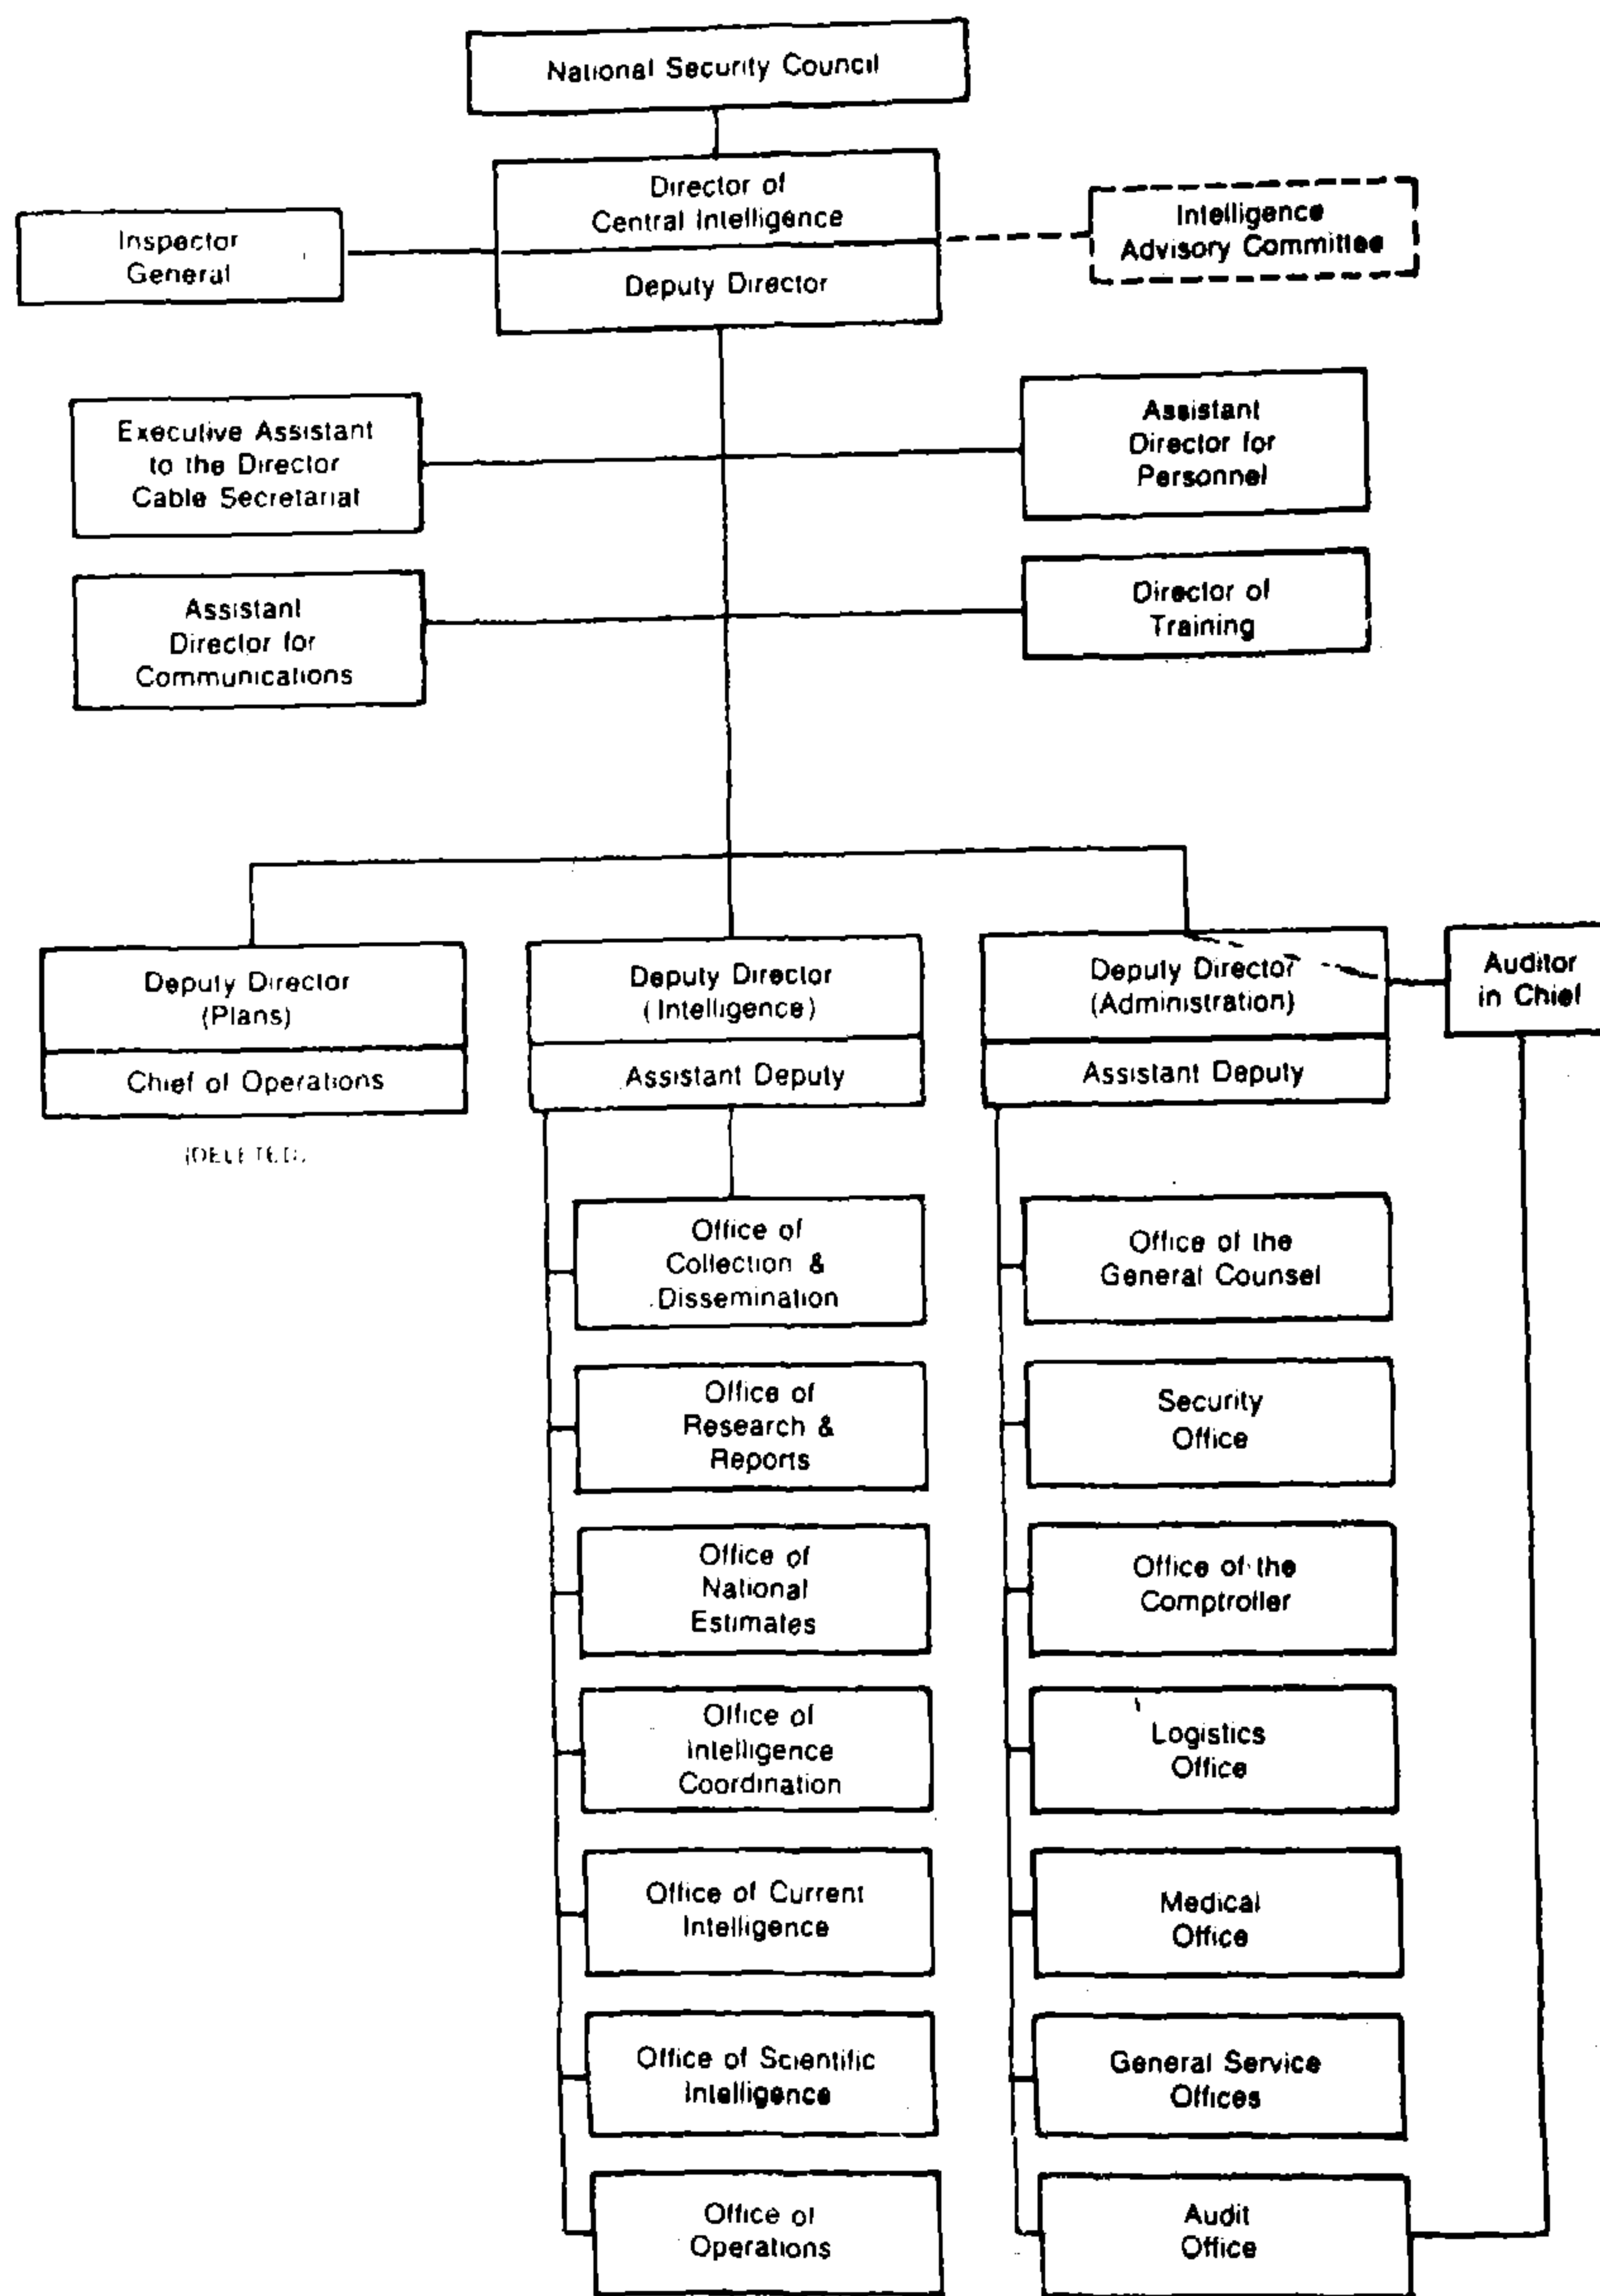 National Security Council
Director of
Central Intelligence
Deputy Director
Inspector
General
Intelligence
Advisory Committee
Executive Assistant
to the Director
Cable Secretariat
Assistant
Director for
Personnel
Assistant
Director for
Communications
Director of
Training
Deputy Director
(Plans)
Chief of Operations
(DELETED)
Deputy Director
(Intelligence)
Assistant Deputy
Deputy Director
(Administration)
Assistant Deputy
Auditor
in Chief
Office of
Collection &
Dissemination
Office of
Research &
Reports
Office of
National
Estimates
Office of
Intelligence
Coordination
Office of Current
Intelligence
Office of Scientific
Intelligence
Office of
Operations
Office of the
General Counsel
Security
Office
Office of the
Comptroller
Logistics
Office
Medical
Office
General Service
Offices
Audit
Office